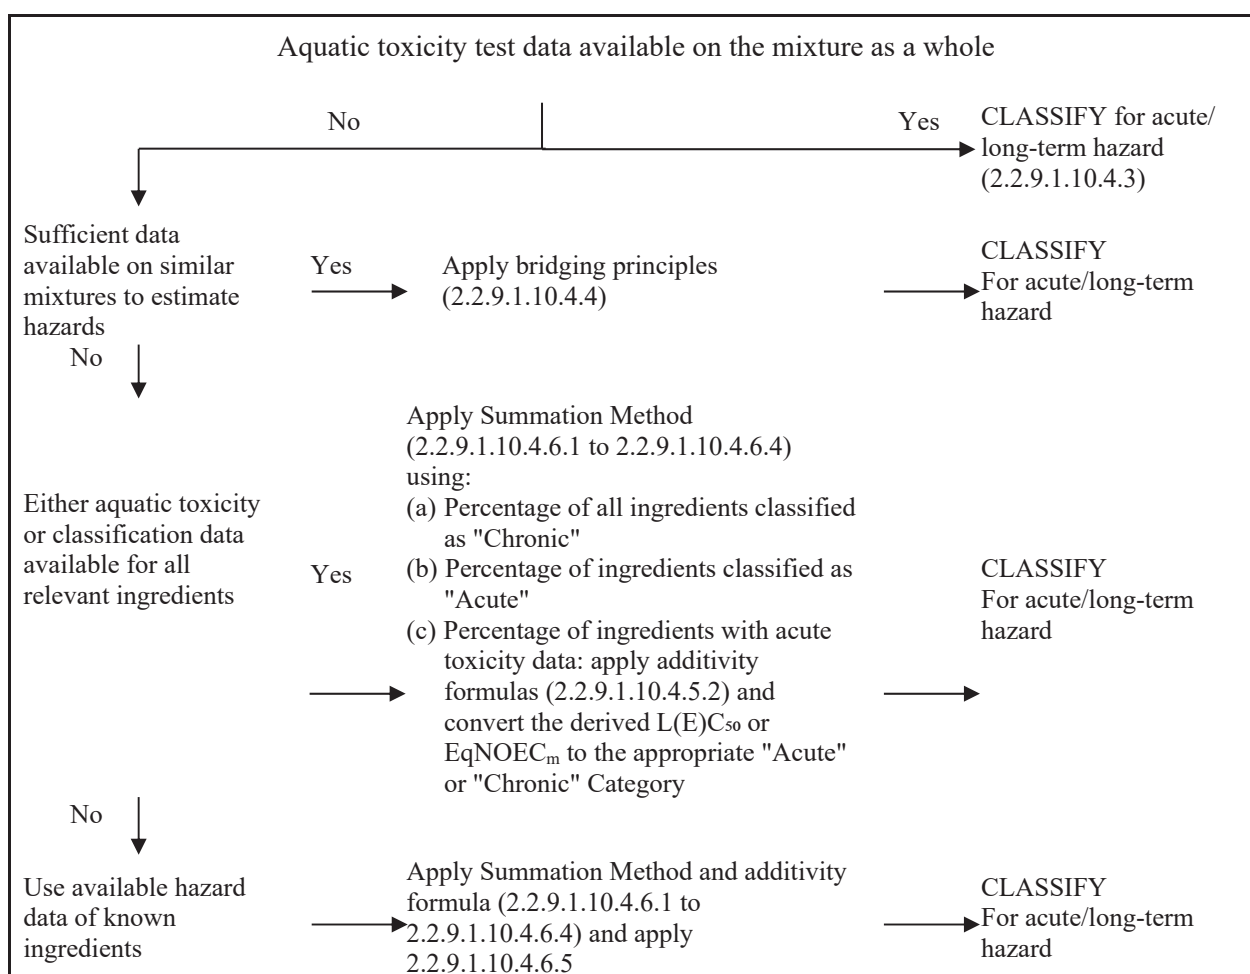 Aquatic toxicity test data available on the mixture as a whole
No
Yes
CLASSIFY for acute/
long-term hazard
(2.2.9.1.10.4.3)
Sufficient data
available on similar
mixtures to estimate
hazards
Yes
Apply bridging principles
(2.2.9.1.10.4.4)
CLASSIFY
For acute/long-term
hazard
No
Either aquatic toxicity
or classification data
available for all
relevant ingredients
Yes
Apply Summation Method
(2.2.9.1.10.4.6.1 to 2.2.9.1.10.4.6.4)
using:
(a) Percentage of all ingredients classified
as "Chronic"
(b) Percentage of ingredients classified as
"Acute"
(c) Percentage of ingredients with acute
toxicity data: apply additivity
formulas (2.2.9.1.10.4.5.2) and
convert the derived L(E)C₅₀ or
EqNOECₘ to the appropriate "Acute"
or "Chronic" Category
CLASSIFY
For acute/long-term
hazard
No
Use available hazard
data of known
ingredients
Apply Summation Method and additivity
formula (2.2.9.1.10.4.6.1 to
2.2.9.1.10.4.6.4) and apply
2.2.9.1.10.4.6.5
CLASSIFY
For acute/long-term
hazard